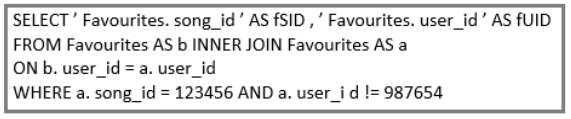 SELECT ’ Favourites. song_id ’ AS fSID , ’ Favourites. user_id ’ AS fUID
FROM Favourites AS b INNER JOIN Favourites AS a
ON b. user_id = a. user_id
WHERE a. song_id = 123456 AND a. user_i d != 987654